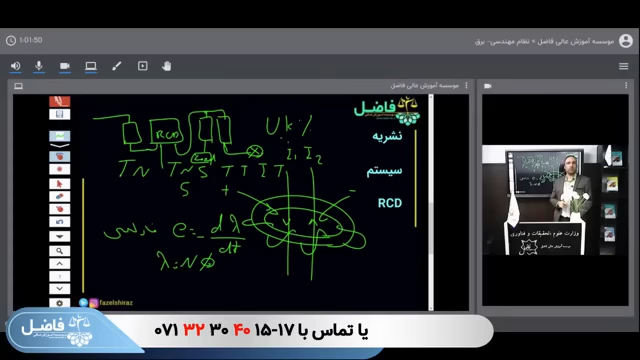 1:01-50
موسسه آموزش عالی فاضل » نظام مهندسی- برق
موسسه آموزش عالی فاضل
فاضل
نشریه
سیستم
RCD
RCD
U K %
I₁ I₂
TN TN S TT IT
S + -
e = - dλ/dt
λ = Nφ
fazelshiraz
وزارت علوم، تحقیقات و فناوری
فاضل
یا تماس با ۱۷-۱۵ ۴۰ ۳۰ ۳۲ ۰۷۱